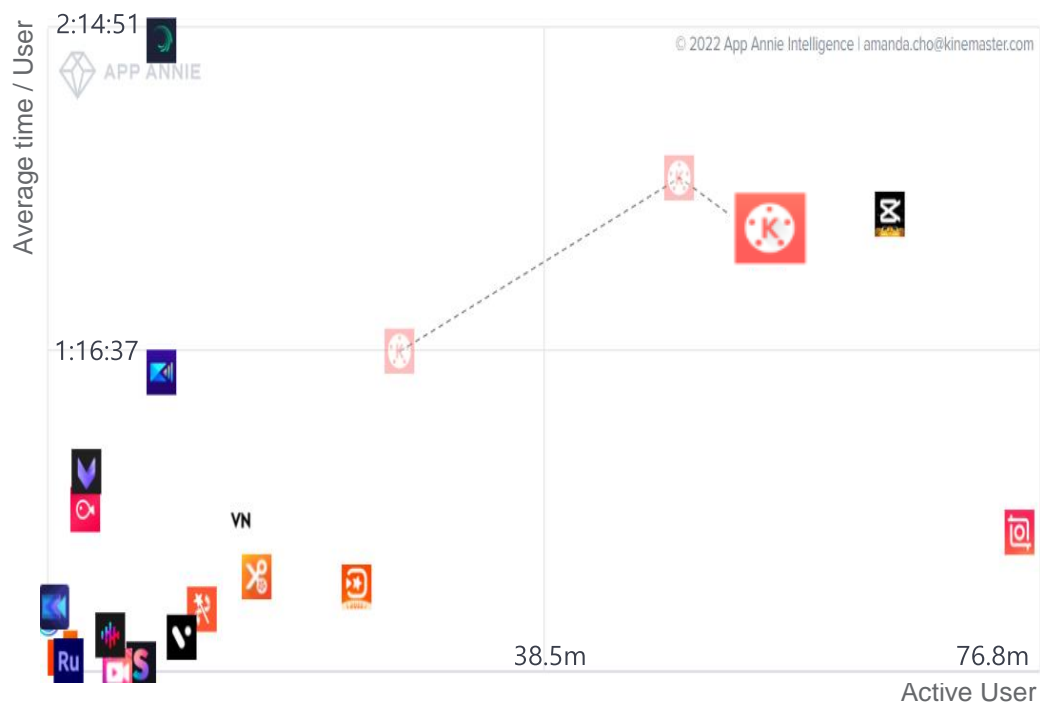 2:14:51
© 2022 App Annie Intelligence | amanda.cho@kinemaster.com
APP ANNIE
Average time / User
K
K
K
1:16:37
VN
Ru
S
38.5m
76.8m
Active User